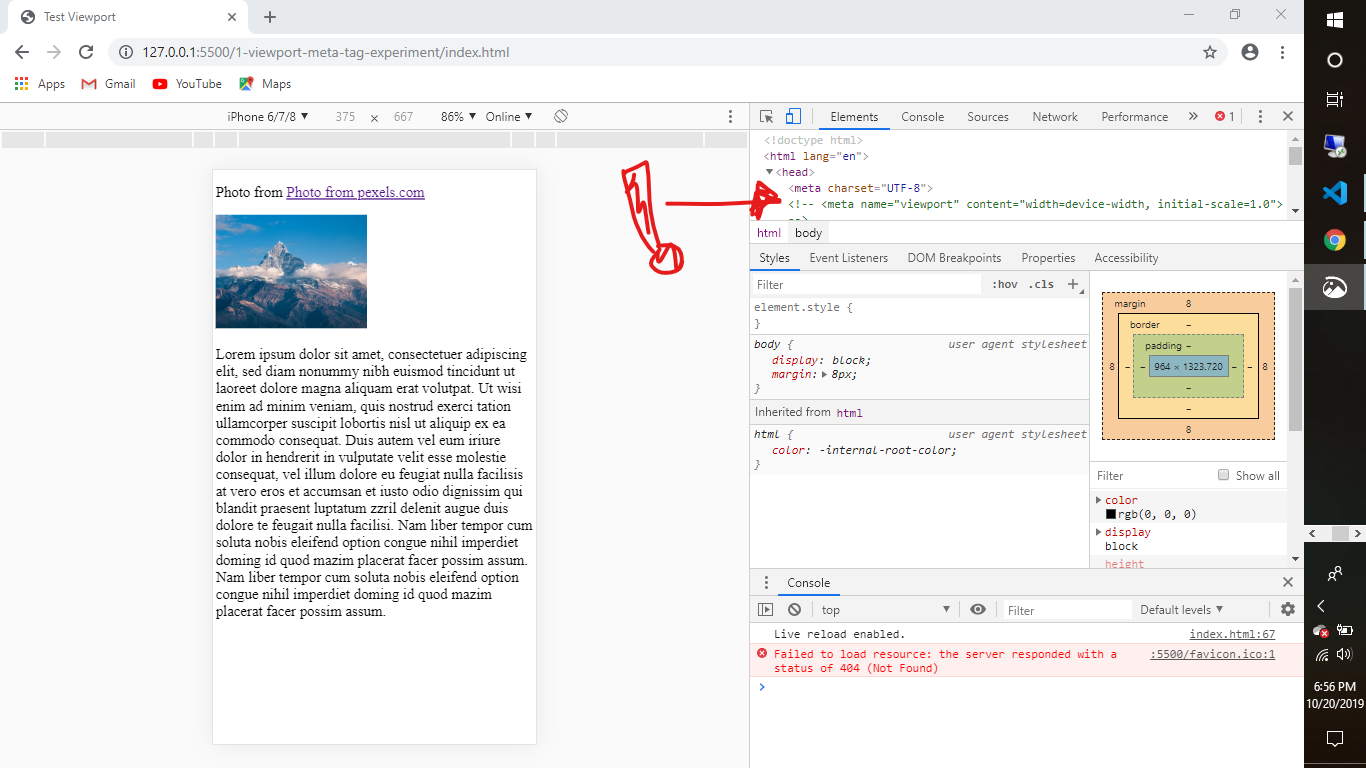 Test Viewport
127.0.0.1:5500/1-viewport-meta-tag-experiment/index.html
Apps Gmail YouTube Maps
iPhone 6/7/8 ▼ 375 × 667 86% ▼ Online ▼
Elements Console Sources Network Performance » 1
<!doctype html>
<html lang="en">
<head>
<meta charset="UTF-8">
<!-- <meta name="viewport" content="width=device-width, initial-scale=1.0">
html body
Styles Event Listeners DOM Breakpoints Properties Accessibility
Filter :hov .cls +
element.style {
}
body { user agent stylesheet
display: block;
margin: 8px;
}
Inherited from html
html { user agent stylesheet
color: -internal-root-color;
}
margin 8
border –
padding –
8 – – 964 × 1323.720 – – 8
–
–
8
Filter Show all
color
rgb(0, 0, 0)
display
block
height
Photo from Photo from pexels.com
Lorem ipsum dolor sit amet, consectetuer adipiscing
elit, sed diam nonummy nibh euismod tincidunt ut
laoreet dolore magna aliquam erat volutpat. Ut wisi
enim ad minim veniam, quis nostrud exerci tation
ullamcorper suscipit lobortis nisl ut aliquip ex ea
commodo consequat. Duis autem vel eum iriure
dolor in hendrerit in vulputate velit esse molestie
consequat, vel illum dolore eu feugiat nulla facilisis
at vero eros et accumsan et iusto odio dignissim qui
blandit praesent luptatum zzril delenit augue duis
dolore te feugait nulla facilisi. Nam liber tempor cum
soluta nobis eleifend option congue nihil imperdiet
doming id quod mazim placerat facer possim assum.
Nam liber tempor cum soluta nobis eleifend option
congue nihil imperdiet doming id quod mazim
placerat facer possim assum.
Console
top ▼ Filter Default levels ▼
Live reload enabled. index.html:67
Failed to load resource: the server responded with a :5500/favicon.ico:1
status of 404 (Not Found)
6:56 PM
10/20/2019